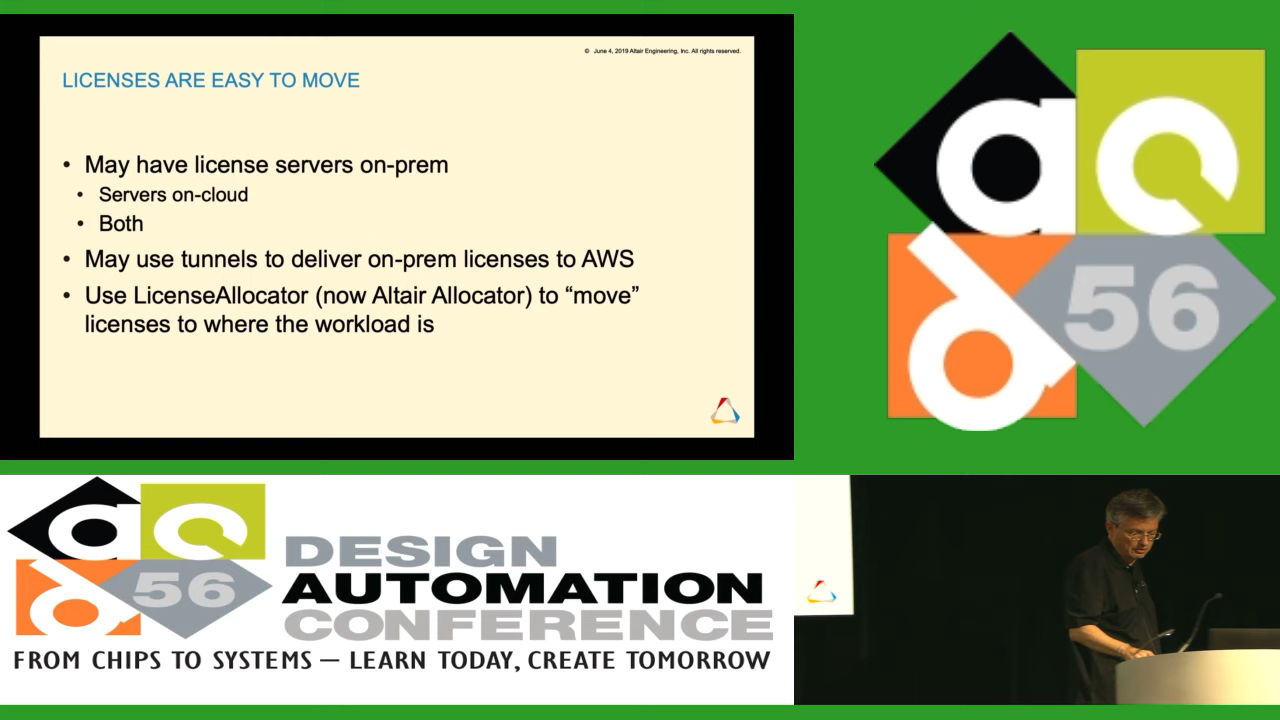 © June 4, 2019 Altair Engineering, Inc. All rights reserved.
LICENSES ARE EASY TO MOVE
• May have license servers on-prem
• Servers on-cloud
• Both
• May use tunnels to deliver on-prem licenses to AWS
• Use LicenseAllocator (now Altair Allocator) to “move”
licenses to where the workload is
dac
56
dac
56
DESIGN
AUTOMATION
CONFERENCE
FROM CHIPS TO SYSTEMS — LEARN TODAY, CREATE TOMORROW